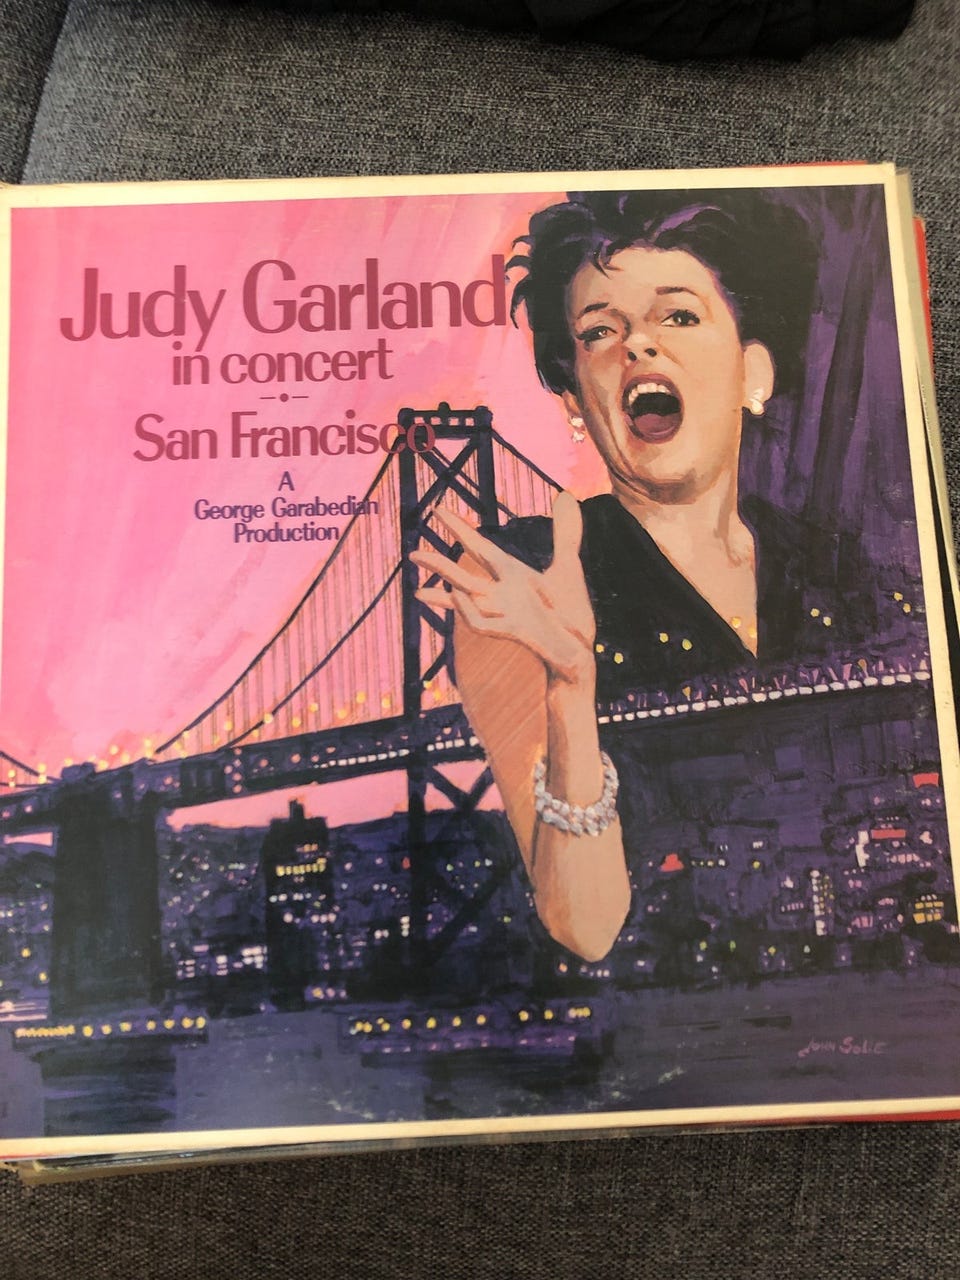 Judy Garland
in concert
San Francisco
A
George Garabedian
Production
John Solie